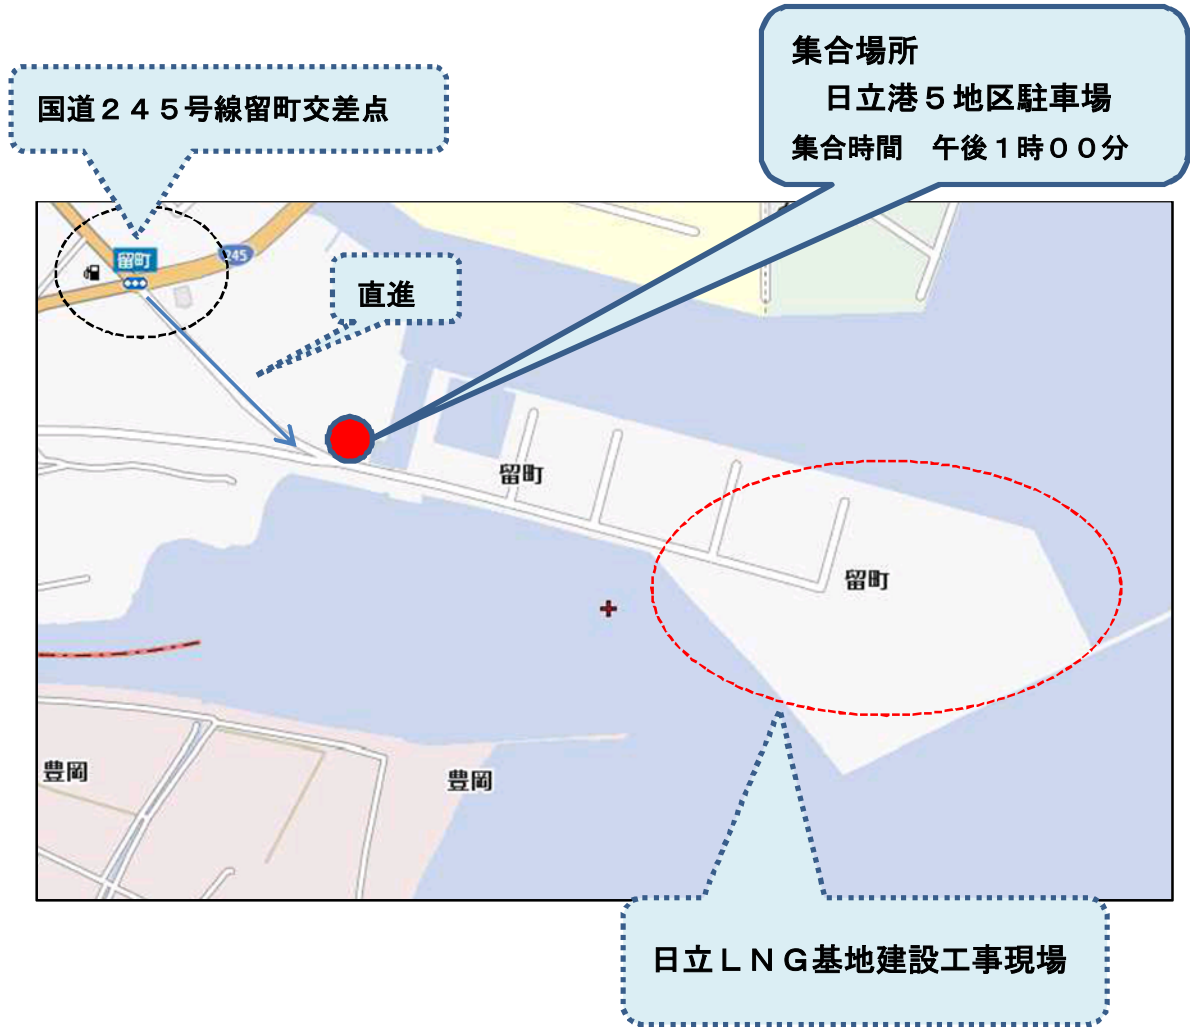 集合場所
日立港５地区駐車場
集合時間　午後１時００分
国道２４５号線留町交差点
留町
245
直進
留町
留町
豊岡
豊岡
日立ＬＮＧ基地建設工事現場